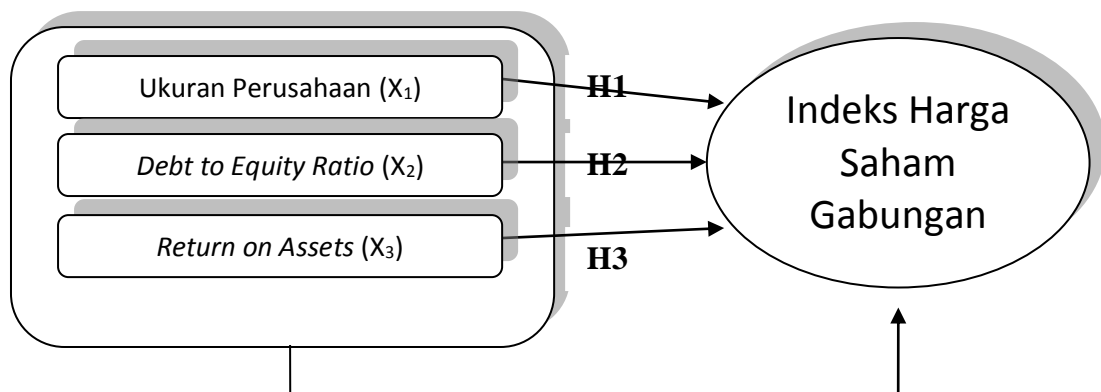 Ukuran Perusahaan (X₁)
H1
Debt to Equity Ratio (X₂)
H2
Return on Assets (X₃)
H3
Indeks Harga
Saham
Gabungan